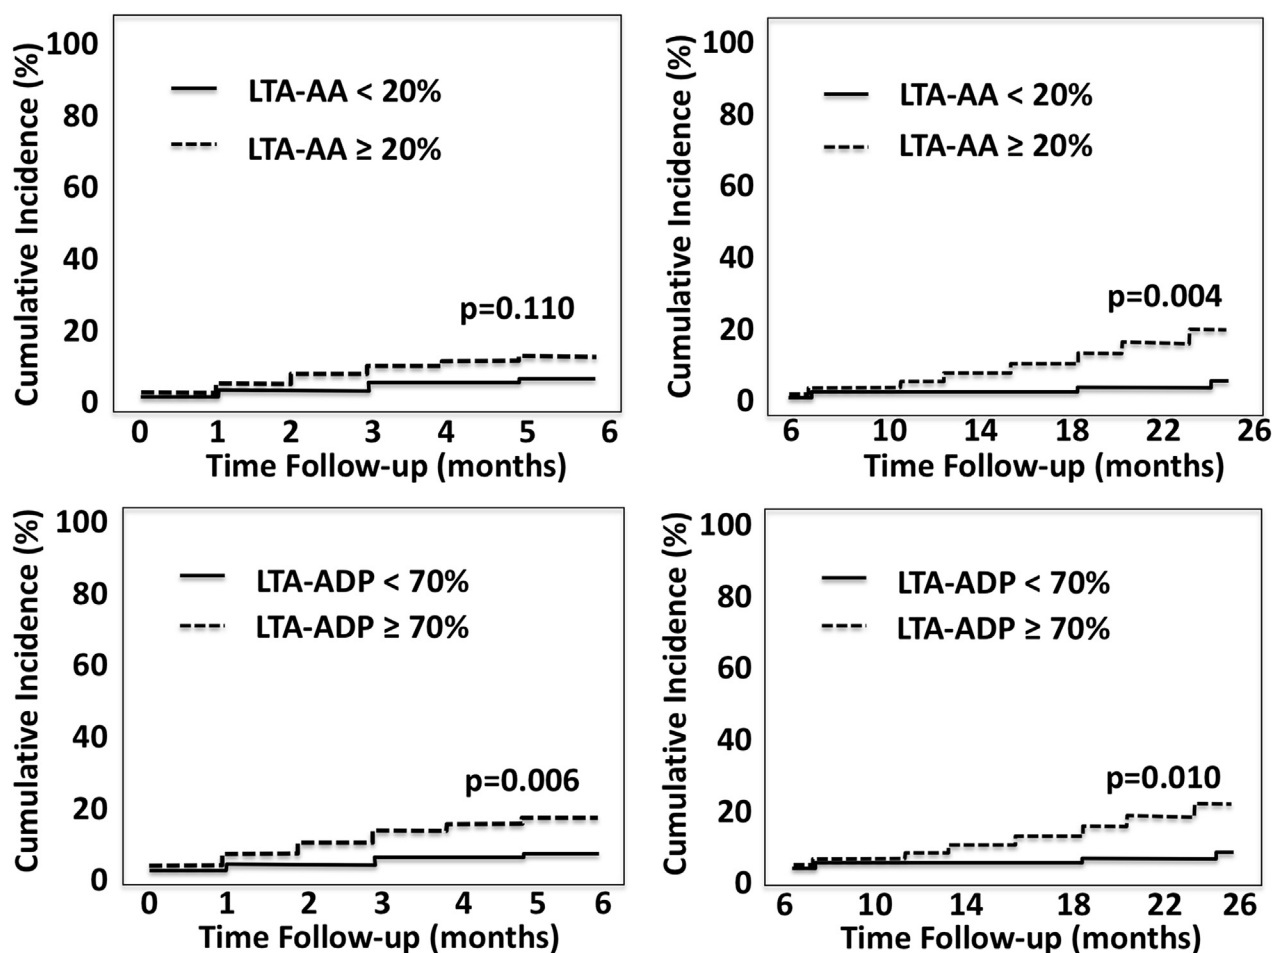 Cumulative Incidence (%)
100
80
60
40
20
0
LTA-AA < 20%
LTA-AA ≥ 20%
p=0.110
0 1 2 3 4 5 6
Time Follow-up (months)
Cumulative Incidence (%)
100
80
60
40
20
0
LTA-AA < 20%
LTA-AA ≥ 20%
p=0.004
6 10 14 18 22 26
Time Follow-up (months)
Cumulative Incidence (%)
100
80
60
40
20
0
LTA-ADP < 70%
LTA-ADP ≥ 70%
p=0.006
0 1 2 3 4 5 6
Time Follow-up (months)
Cumulative Incidence (%)
100
80
60
40
20
0
LTA-ADP < 70%
LTA-ADP ≥ 70%
p=0.010
6 10 14 18 22 26
Time Follow-up (months)